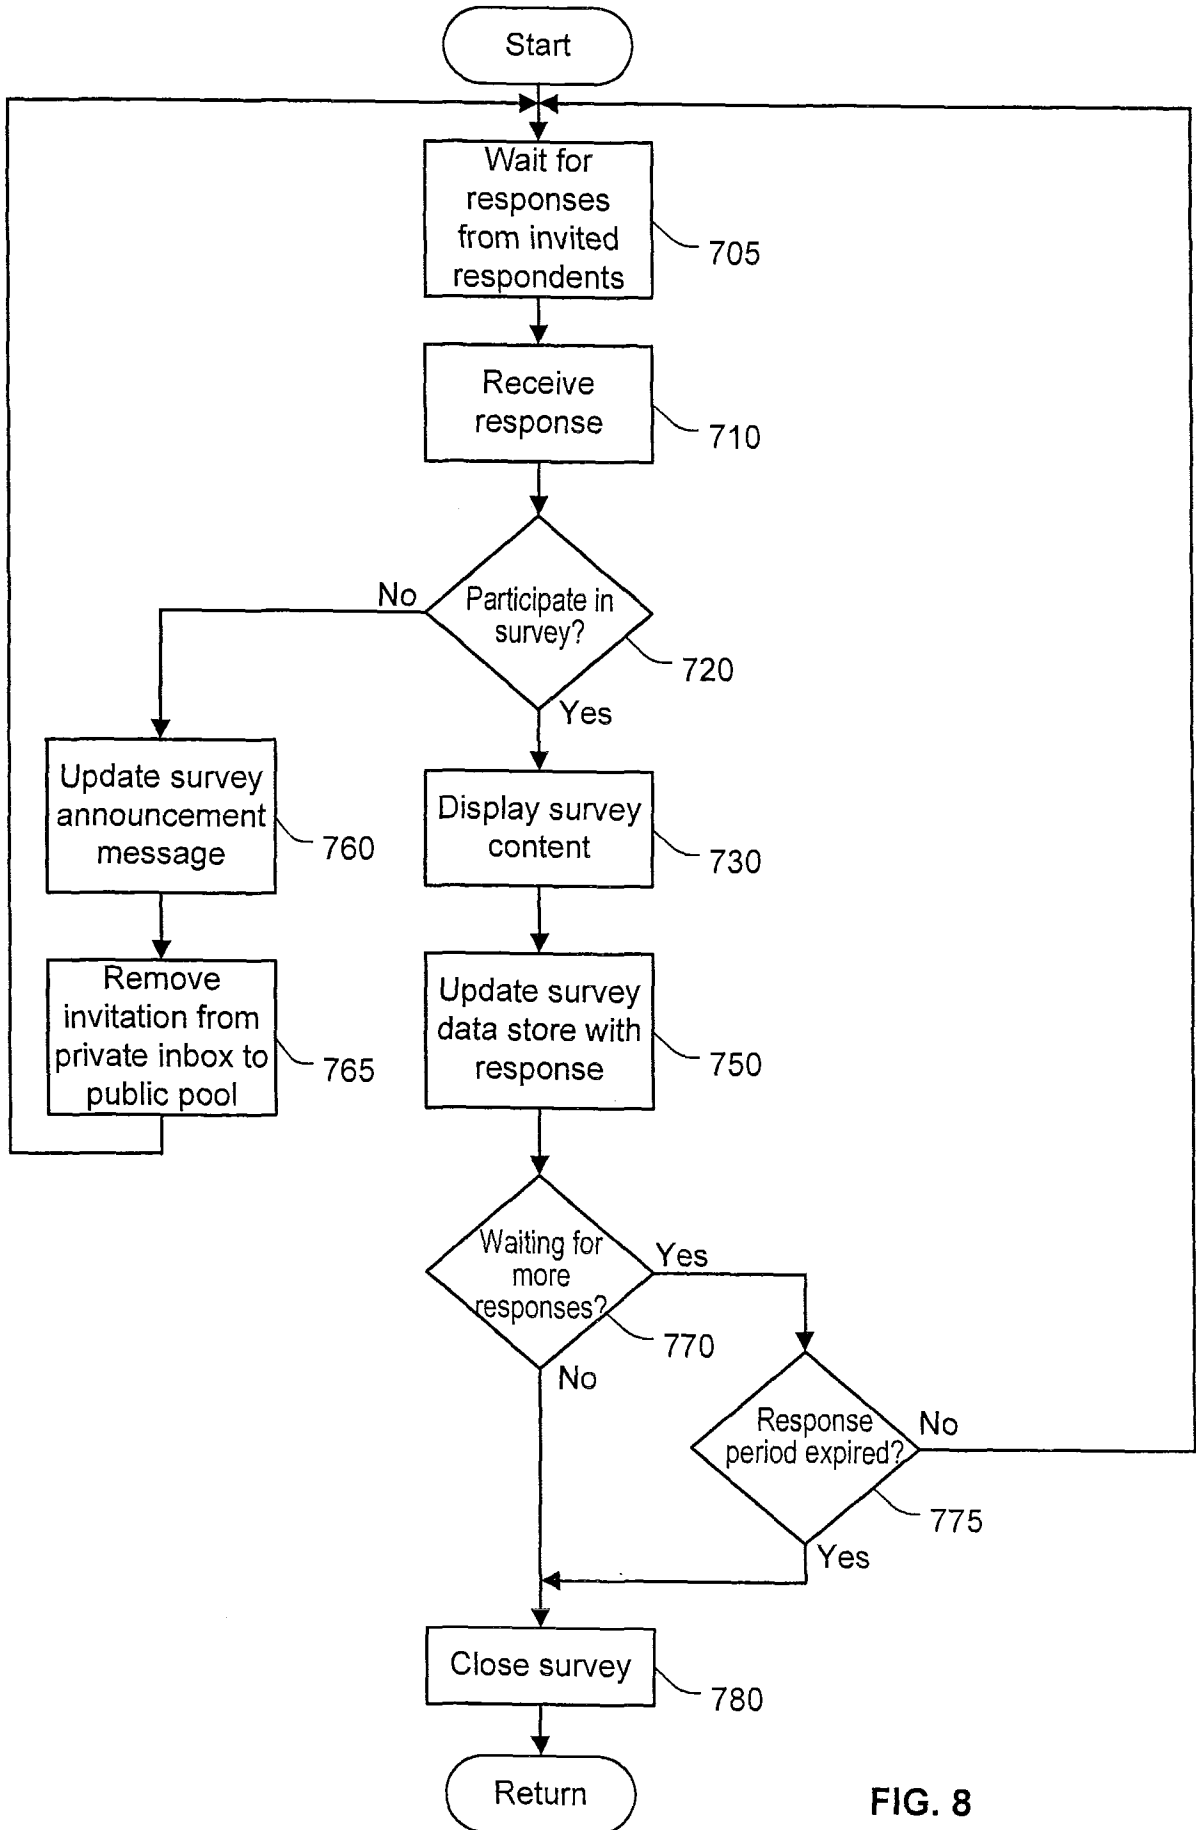 Start
Wait for
responses
from invited
respondents
705
Receive
response
710
No
Participate in
survey?
720
Yes
Update survey
announcement
message
760
Display survey
content
730
Remove
invitation from
private inbox to
public pool
765
Update survey
data store with
response
750
Waiting for
more
responses?
Yes
770
No
Response
period expired?
No
775
Yes
Close survey
780
Return
FIG. 8